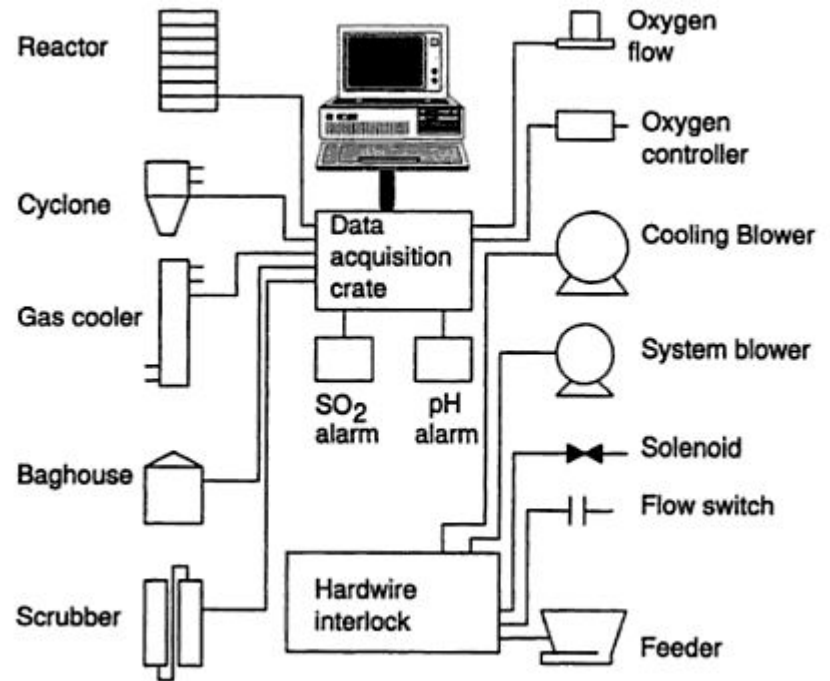 Reactor
Cyclone
Gas cooler
Baghouse
Scrubber
Data
acquisition
crate
SO2
alarm
pH
alarm
Hardwire
interlock
Oxygen
flow
Oxygen
controller
Cooling Blower
System blower
Solenoid
Flow switch
Feeder